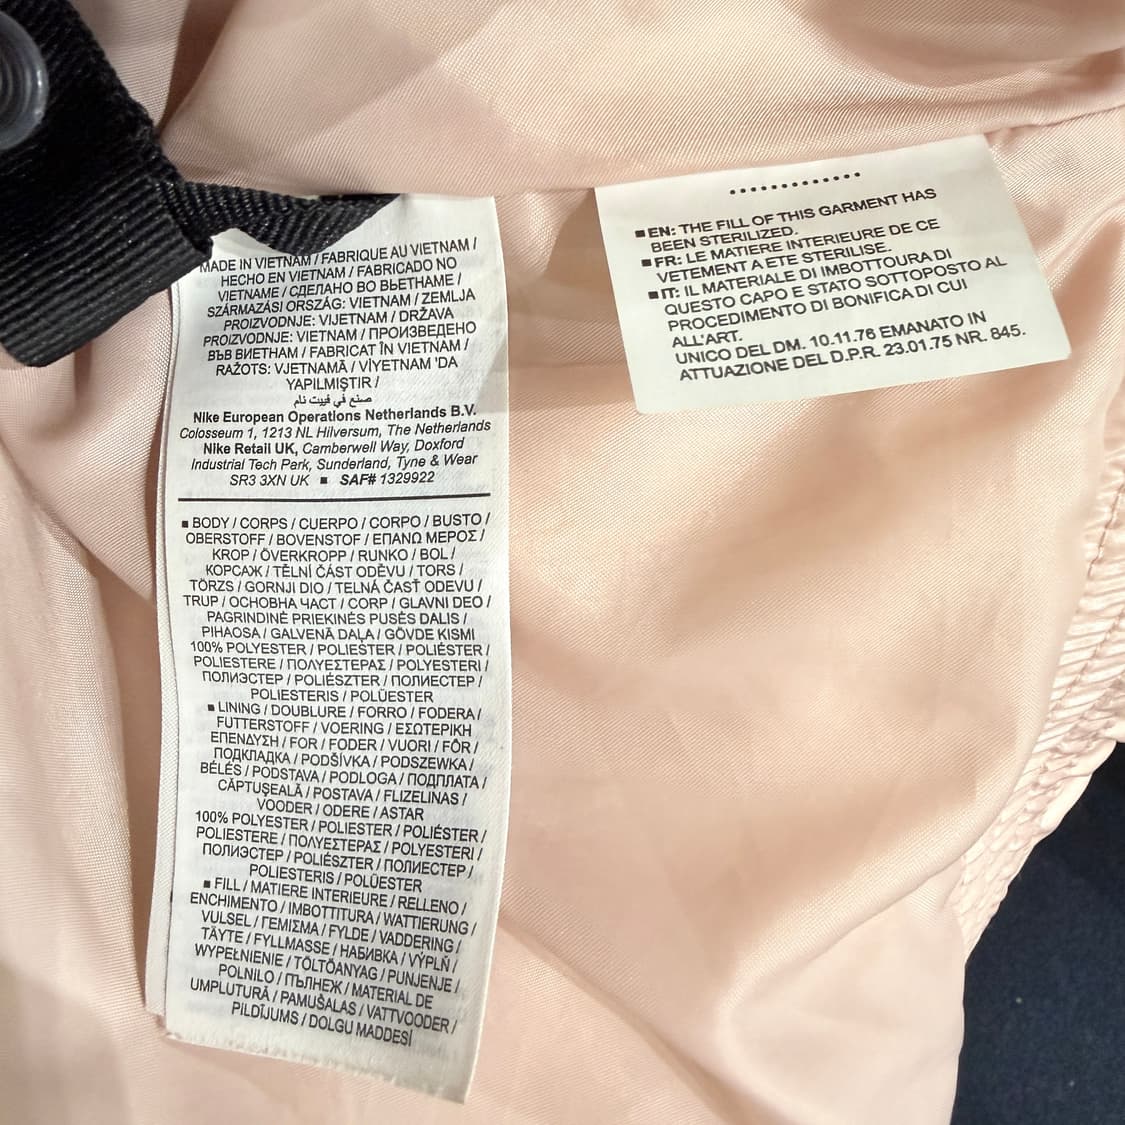 MADE IN VIETNAM / FABRIQUE AU VIETNAM /
HECHO EN VIETNAM / FABRICADO NO
VIETNAME / СДЕЛАНО ВО ВЬЕТНАМЕ /
SZÁRMAZÁSI ORSZÁG: VIETNAM / ZEMLJA
PROIZVODNJE: VIJETNAM / DRŽAVA
PROIZVODNJE: VIETNAM / ПРОИЗВЕДЕНО
ВЪВ ВИЕТНАМ / FABRICAT ÎN VIETNAM /
RAŽOTS: VJETNAMĀ / VİYETNAM 'DA
YAPILMIŞTIR /
صنع في فييت نام
Nike European Operations Netherlands B.V.
Colosseum 1, 1213 NL Hilversum, The Netherlands
Nike Retail UK, Camberwell Way, Doxford
Industrial Tech Park, Sunderland, Tyne & Wear
SR3 3XN UK ■ SAF# 1329922
■ BODY / CORPS / CUERPO / CORPO / BUSTO /
OBERSTOFF / BOVENSTOF / ΕΠΑΝΩ ΜΕΡΟΣ /
KROP / ÖVERKROPP / RUNKO / BOL /
КОРСАЖ / TĚLNÍ ČÁST ODĚVU / TORS /
TÖRZS / GORNJI DIO / TELNÁ ČASŤ ODEVU /
TRUP / ОСНОВНА ЧАСТ / CORP / GLAVNI DEO /
PAGRINDINĖ PRIEKINĖS PUSĖS DALIS /
PIHAOSA / GALVENĀ DAĻA / GÖVDE KISMI
100% POLYESTER / POLIESTER / POLIÉSTER /
POLIESTERE / ΠΟΛΥΕΣΤΕΡΑΣ / POLYESTERI /
ПОЛИЭСТЕР / POLIÉSZTER / ПОЛИЕСТЕР /
POLIESTERIS / POLÜESTER
■ LINING / DOUBLURE / FORRO / FODERA /
FUTTERSTOFF / VOERING / ΕΣΩΤΕΡΙΚΗ
ΕΠΕΝΔΥΣΗ / FOR / FODER / VUORI / FÔR /
ПОДКЛАДКА / PODŠÍVKA / PODSZEWKA /
BÉLÉS / PODSTAVA / PODLOGA / ПОДПЛАТА /
CĂPTUŞEALĂ / POSTAVA / FLIZELINAS /
VOODER / ODERE / ASTAR
100% POLYESTER / POLIESTER / POLIÉSTER /
POLIESTERE / ΠΟΛΥΕΣΤΕΡΑΣ / POLYESTERI /
ПОЛИЭСТЕР / POLIÉSZTER / ПОЛИЕСТЕР /
POLIESTERIS / POLÜESTER
■ FILL / MATIERE INTERIEURE / RELLENO /
ENCHIMENTO / IMBOTTITURA / WATTIERUNG /
VULSEL / ΓΕΜΙΣΜΑ / FYLDE / VADDERING /
TÄYTE / FYLLMASSE / НАБИВКА / VÝPLŇ /
WYPEŁNIENIE / TÖLTŐANYAG / PUNJENJE /
POLNILO / ПЪЛНЕЖ / MATERIAL DE
UMPLUTURĂ / PAMUŠALAS / VATTVOODER /
PILDĪJUMS / DOLGU MADDESİ
■ EN: THE FILL OF THIS GARMENT HAS
BEEN STERILIZED.
■ FR: LE MATIERE INTERIEURE DE CE
VETEMENT A ETE STERILISE.
■ IT: IL MATERIALE DI IMBOTTOURA DI
QUESTO CAPO E STATO SOTTOPOSTO AL
PROCEDIMENTO DI BONIFICA DI CUI
ALL'ART.
UNICO DEL DM. 10.11.76 EMANATO IN
ATTUAZIONE DEL D.P.R. 23.01.75 NR. 845.